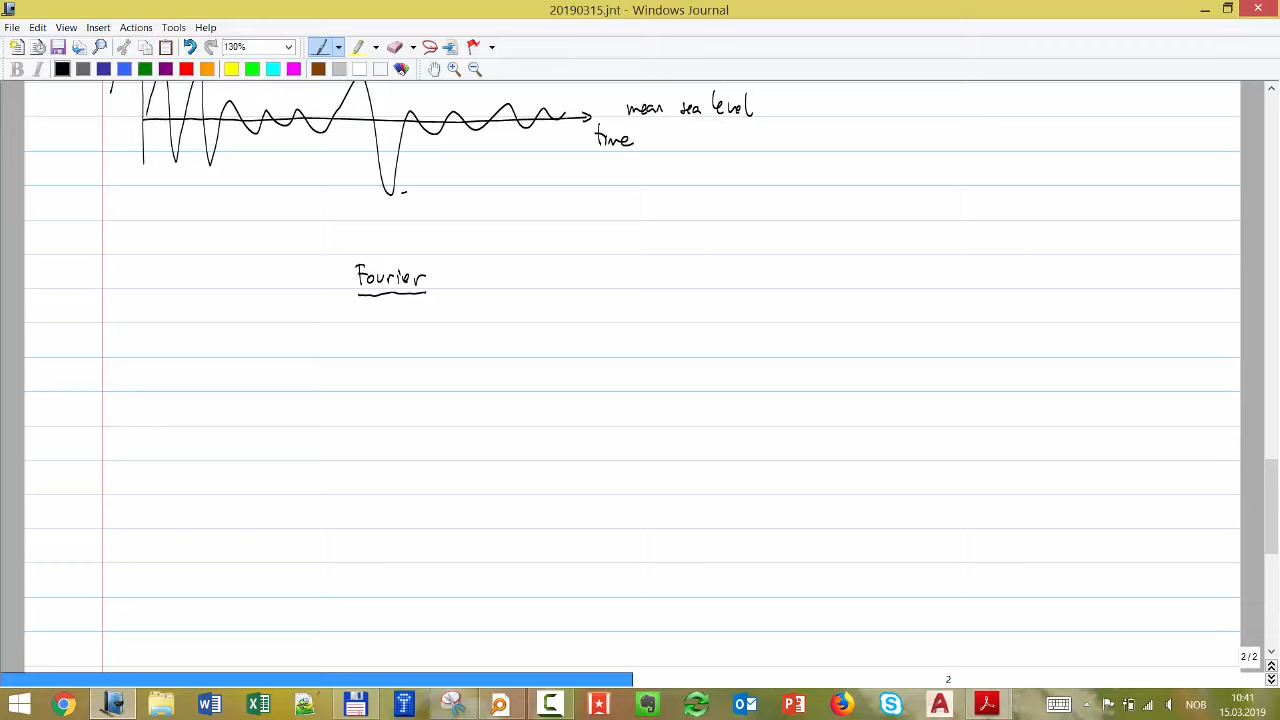 20190315.jnt - Windows Journal
File Edit View Insert Actions Tools Help
130%
B I
mean sea level
time
Fourier
2 / 2
2
NOB
10:41
15.03.2019